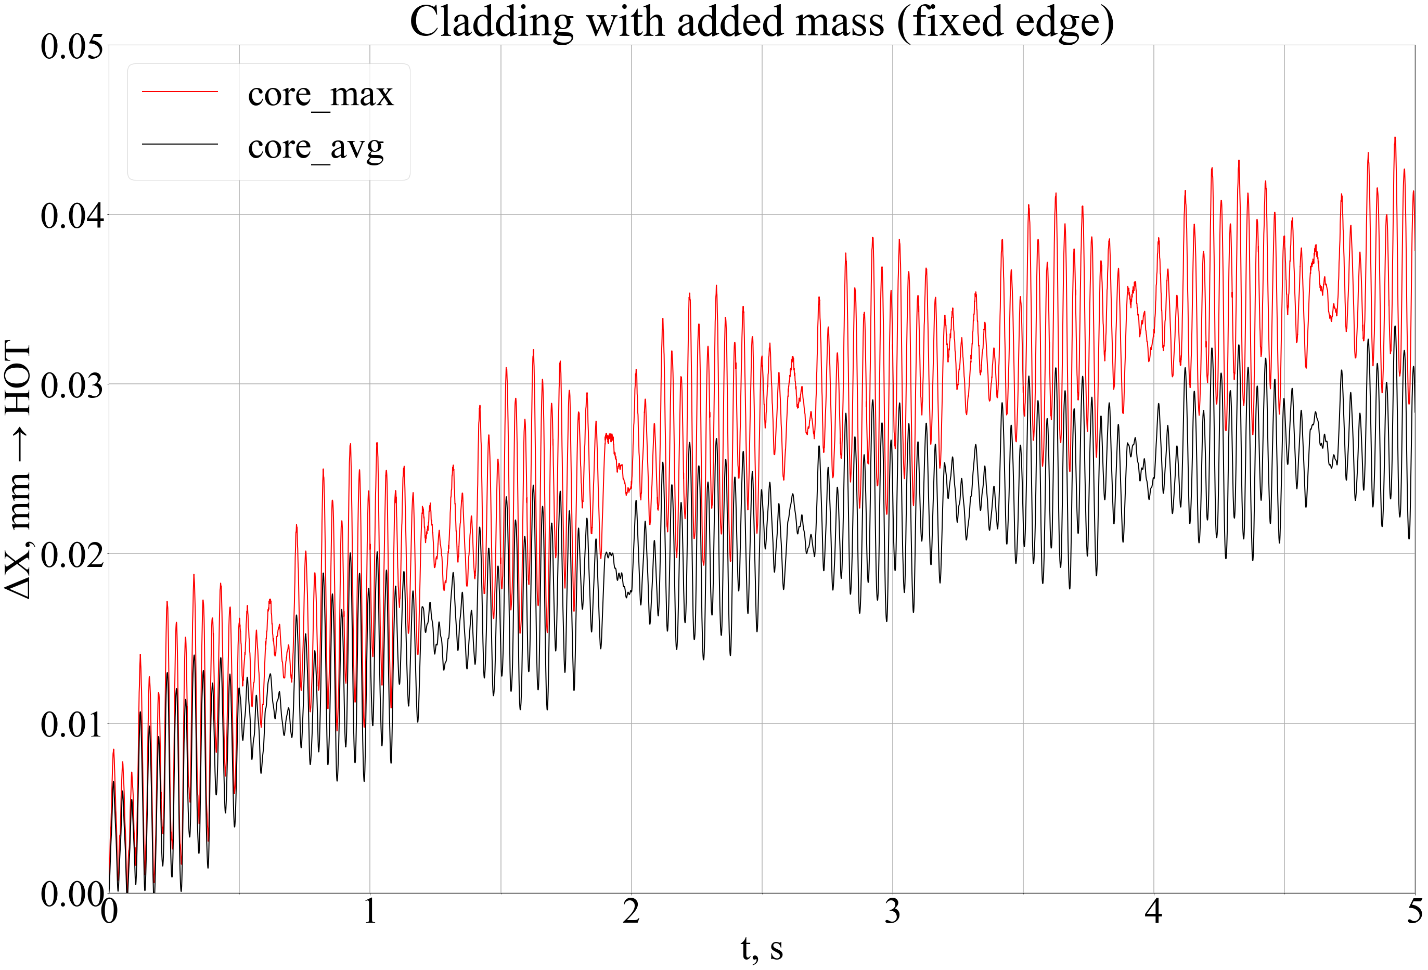 Cladding with added mass (fixed edge)
0.05
core_max
core_avg
0.04
0.03
ΔX, mm → HOT
0.02
0.01
0.00
0 1 2 3 4 5
t, s